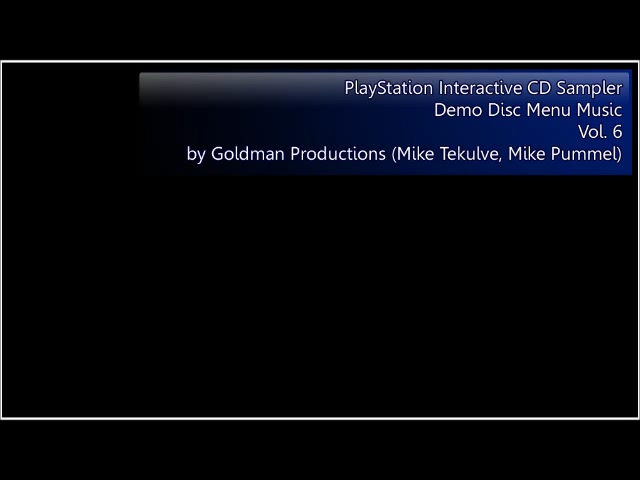 PlayStation Interactive CD Sampler
Demo Disc Menu Music
Vol. 6
by Goldman Productions (Mike Tekulve, Mike Pummel)